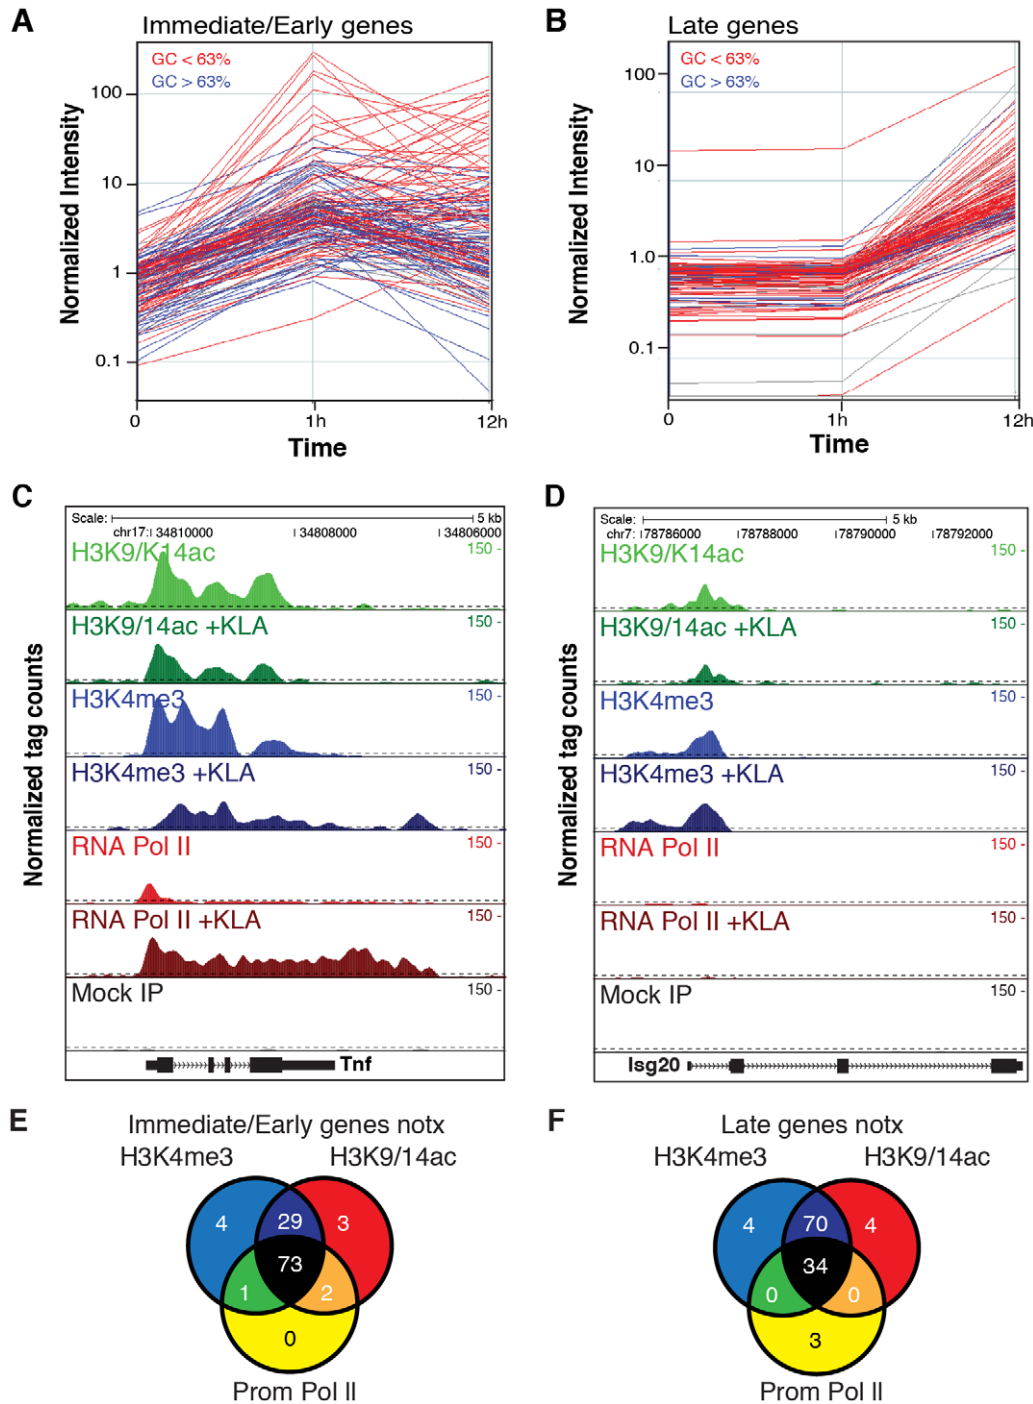 A
Immediate/Early genes
GC < 63%
GC > 63%
Normalized Intensity
100
10
1
0.1
0
1h
12h
Time
B
Late genes
GC < 63%
GC > 63%
Normalized Intensity
100
10
1.0
0.1
0
1h
12h
Time
C
Scale:
5 kb
chr17:
34810000
34808000
34806000
Normalized tag counts
H3K9/K14ac
150 -
H3K9/14ac +KLA
150 -
H3K4me3
150 -
H3K4me3 +KLA
150 -
RNA Pol II
150 -
RNA Pol II +KLA
150 -
Mock IP
150 -
Tnf
D
Scale:
5 kb
chr7:
78786000
78788000
78790000
78792000
Normalized tag counts
H3K9/K14ac
150 -
H3K9/14ac +KLA
150 -
H3K4me3
150 -
H3K4me3 +KLA
150 -
RNA Pol II
150 -
RNA Pol II +KLA
150 -
Mock IP
150 -
Isg20
E
Immediate/Early genes notx
H3K4me3
H3K9/14ac
4
29
3
73
1
2
0
Prom Pol II
F
Late genes notx
H3K4me3
H3K9/14ac
4
70
4
34
0
0
3
Prom Pol II